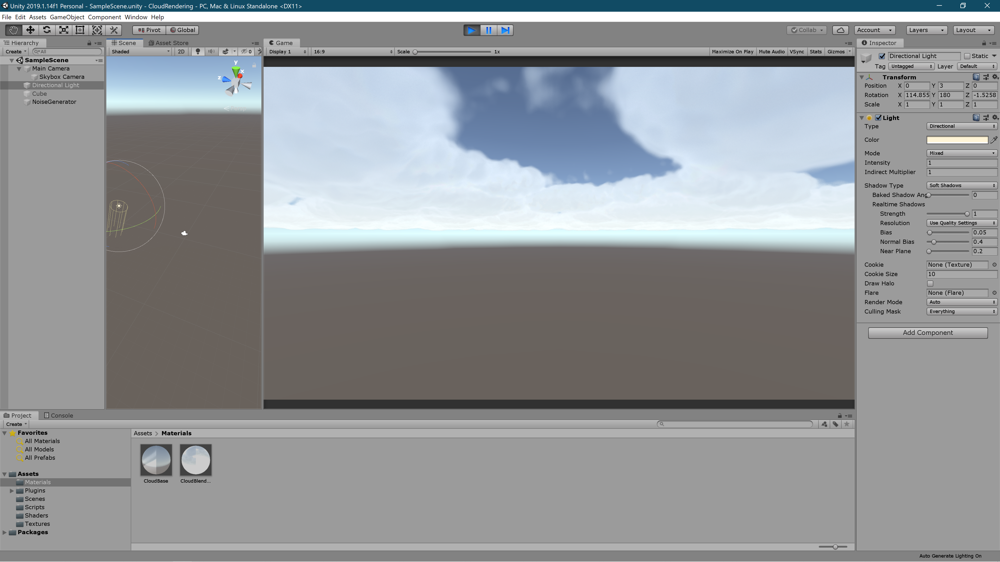 Unity 2019.1.14f1 Personal - SampleScene.unity - CloudRendering - PC, Mac & Linux Standalone <DX11>
File Edit Assets GameObject Component Window Help
Pivot Global Collab Account Layers Layout
Hierarchy
Create All
SampleScene
Main Camera
Skybox Camera
Directional Light
Cube
NoiseGenerator
Scene Asset Store
Shaded 2D 0
y
x
z
Persp
Game
Display 1 16:9 Scale 1x Maximize On Play Mute Audio VSync Stats Gizmos
Inspector
Directional Light Static
Tag Untagged Layer Default
Transform
Position X 0 Y 3 Z 0
Rotation X 114.855 Y 180 Z -1.5258
Scale X 1 Y 1 Z 1
Light
Type Directional
Color
Mode Mixed
Intensity 1
Indirect Multiplier 1
Shadow Type Soft Shadows
Baked Shadow Ang 0
Realtime Shadows
Strength 1
Resolution Use Quality Settings
Bias 0.05
Normal Bias 0.4
Near Plane 0.2
Cookie None (Texture)
Cookie Size 10
Draw Halo
Flare None (Flare)
Render Mode Auto
Culling Mask Everything
Add Component
Project Console
Create
Favorites
All Materials
All Models
All Prefabs
Assets
Materials
Plugins
Scenes
Scripts
Shaders
Textures
Packages
Assets Materials
CloudBase CloudBlend...
Auto Generate Lighting On